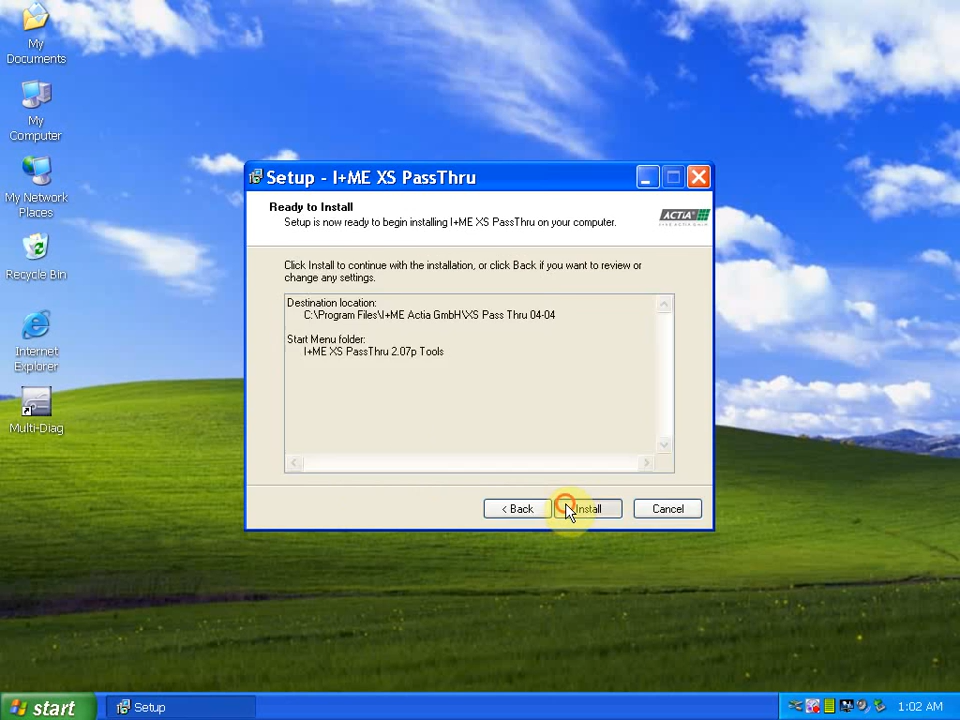 My
Documents
My
Computer
My Network
Places
Recycle Bin
Internet
Explorer
Multi-Diag
Setup - I+ME XS PassThru
Ready to Install
Setup is now ready to begin installing I+ME XS PassThru on your computer.
ACTIA
Click Install to continue with the installation, or click Back if you want to review or
change any settings.
Destination location:
C:\Program Files\I+ME Actia GmbH\XS Pass Thru 04-04
Start Menu folder:
I+ME XS PassThru 2.07p Tools
< Back
Install
Cancel
start
Setup
1:02 AM